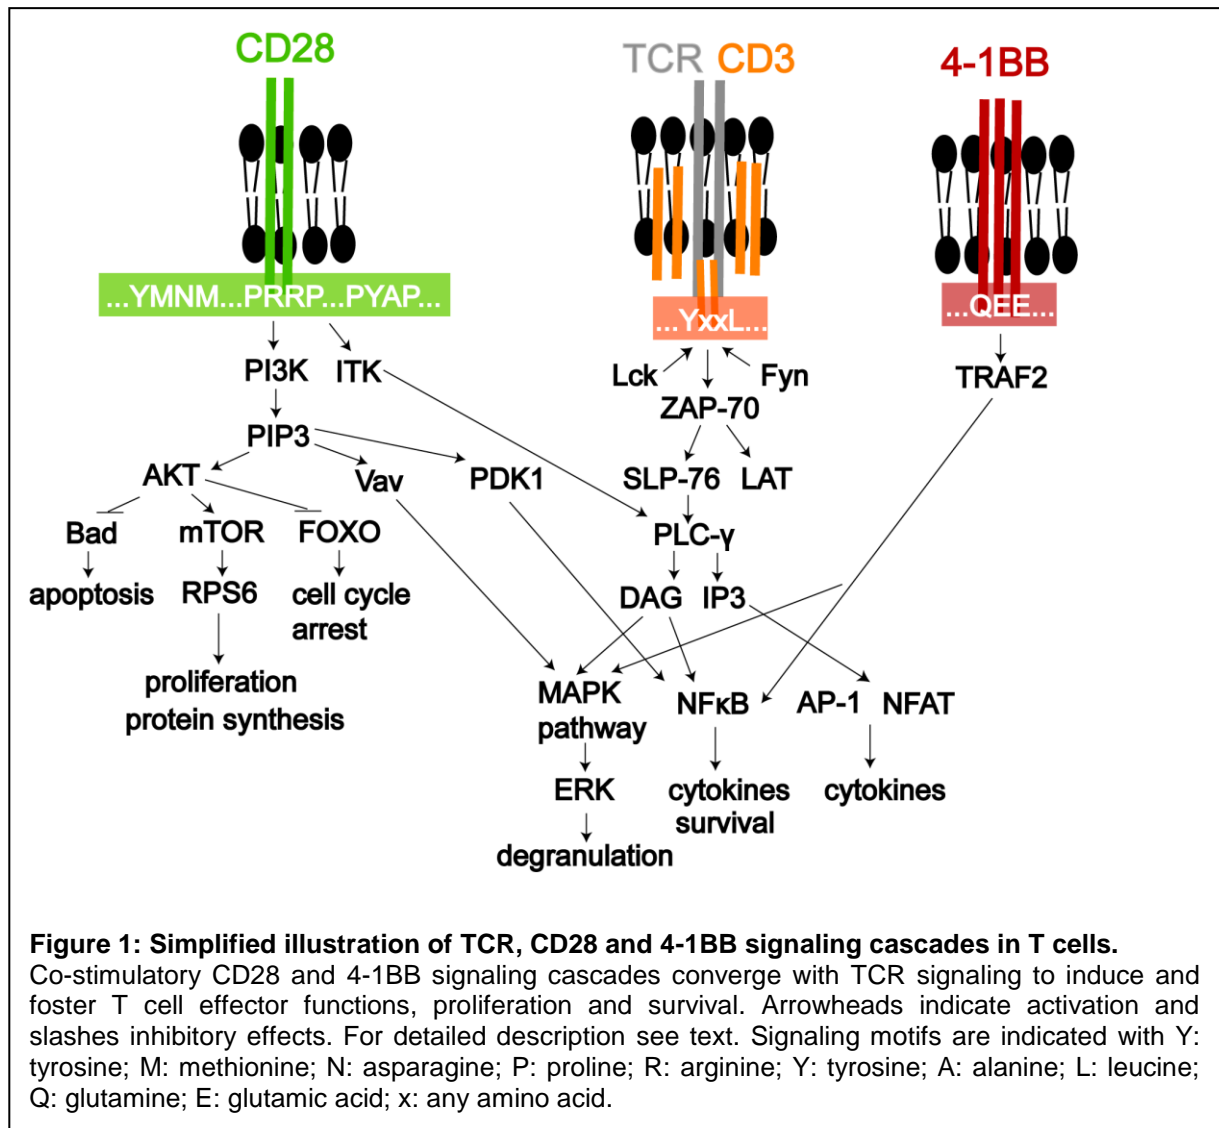 CD28
TCR CD3
4-1BB
...YMNM...PRRP...PYAP...
...YxxL...
...QEE...
PI3K ITK
Lck Fyn
TRAF2
ZAP-70
PIP3
AKT Vav PDK1
SLP-76 LAT
Bad mTOR FOXO
PLC-γ
apoptosis RPS6 cell cycle
arrest
DAG IP3
proliferation
protein synthesis
MAPK
pathway
NFκB AP-1 NFAT
ERK
cytokines
survival
cytokines
degranulation
Figure 1: Simplified illustration of TCR, CD28 and 4-1BB signaling cascades in T cells.
Co-stimulatory CD28 and 4-1BB signaling cascades converge with TCR signaling to induce and
foster T cell effector functions, proliferation and survival. Arrowheads indicate activation and
slashes inhibitory effects. For detailed description see text. Signaling motifs are indicated with Y:
tyrosine; M: methionine; N: asparagine; P: proline; R: arginine; Y: tyrosine; A: alanine; L: leucine;
Q: glutamine; E: glutamic acid; x: any amino acid.